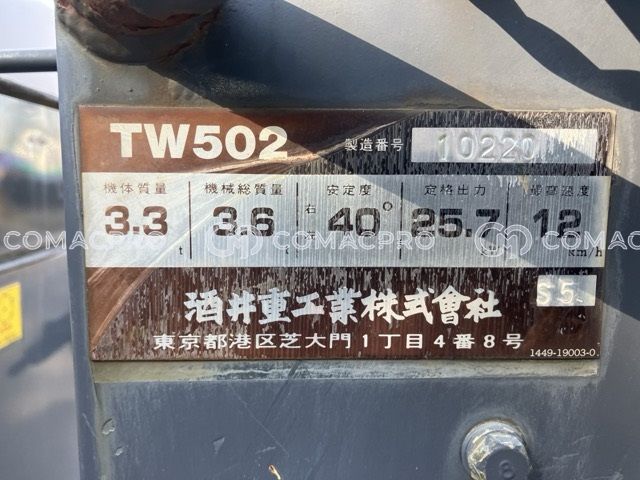 TW502 製造番号 10220
機体質量 機械総質量 安定度 定格出力 最高速度
3.3 t 3.6 t 右 40° 25.7 12 km/h
S5
酒井重工業株式會社
東京都港区芝大門1丁目4番8号
1449-19003-0
COMACPRO COMACPRO COMACPRO